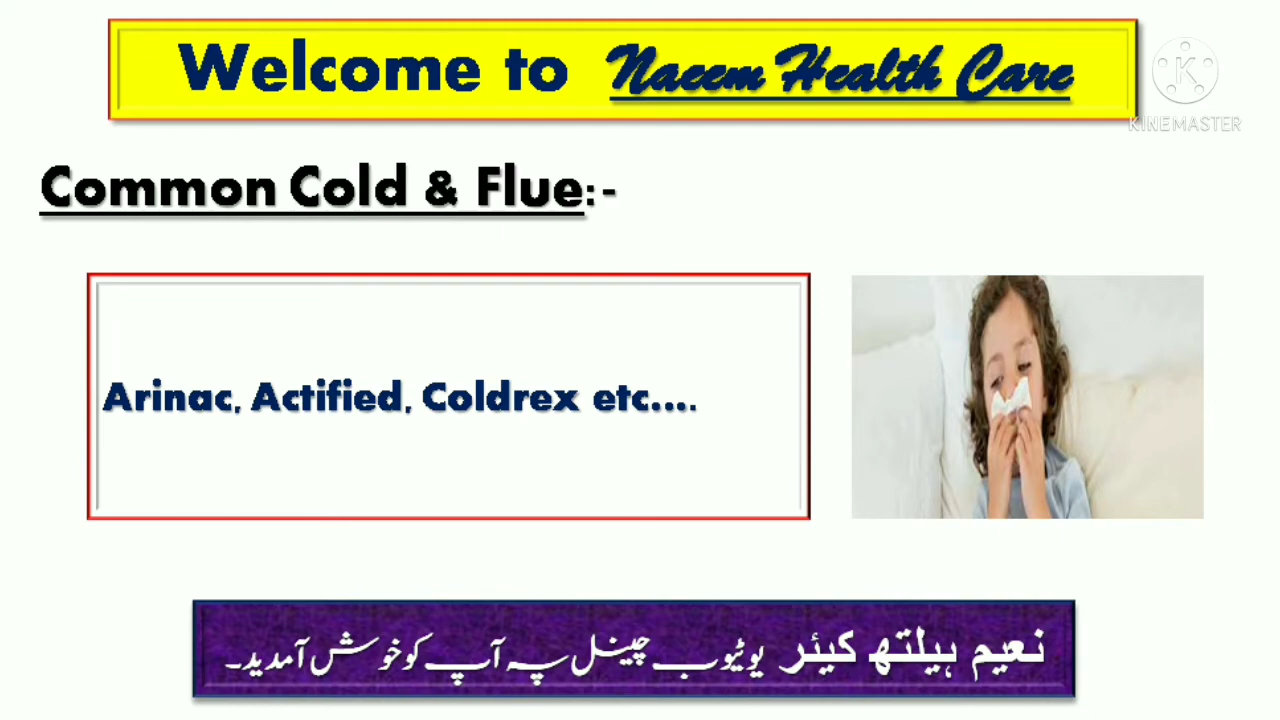 Welcome to Naeem Health Care
KINEMASTER
Common Cold & Flue:-
Arinac, Actified, Coldrex etc....
نعیم ہیلتھ کیئر یوٹیوب چینل پہ آپ کو خوش آمدید۔